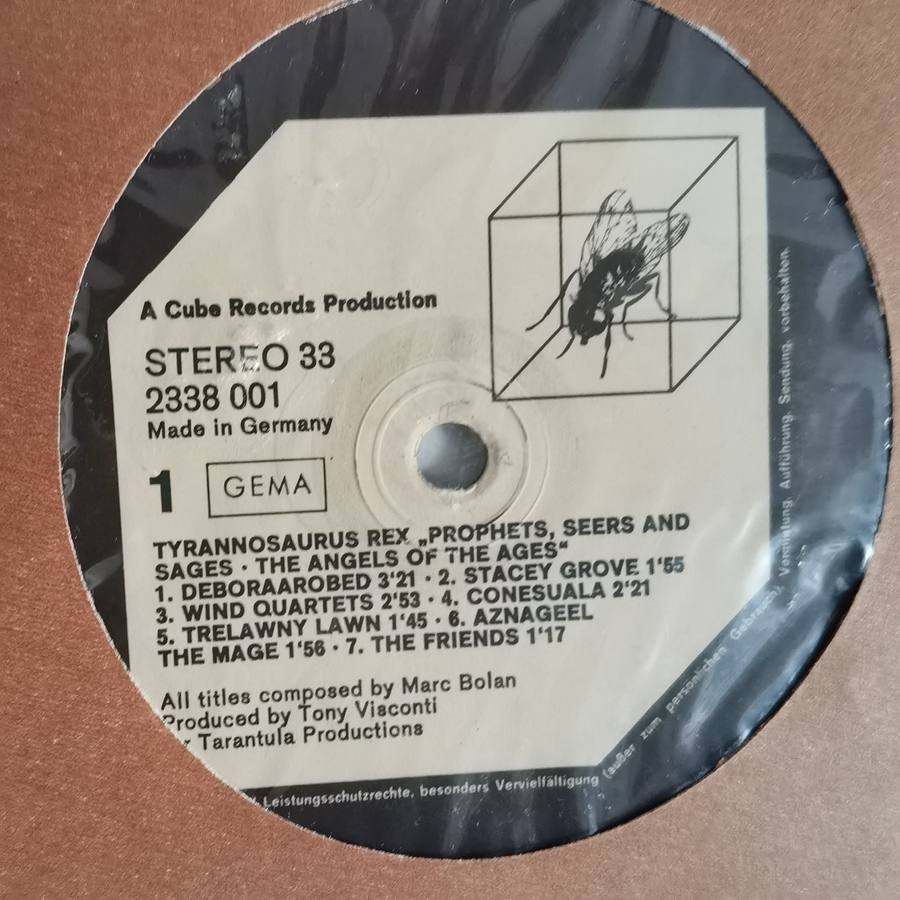 A Cube Records Production
STEREO 33
2338 001
Made in Germany
1 GEMA
TYRANNOSAURUS REX „PROPHETS, SEERS AND
SAGES · THE ANGELS OF THE AGES“
1. DEBORAAROBED 3'21 · 2. STACEY GROVE 1'55
3. WIND QUARTETS 2'53 · 4. CONESUALA 2'21
5. TRELAWNY LAWN 1'45 · 6. AZNAGEEL
THE MAGE 1'56 · 7. THE FRIENDS 1'17
All titles composed by Marc Bolan
Produced by Tony Visconti
Tarantula Productions
Leistungsschutzrechte, besonders Vervielfältigung (außer zum persönlichen Gebrauch), Vermietung, Aufführung, Sendung, vorbehalten.